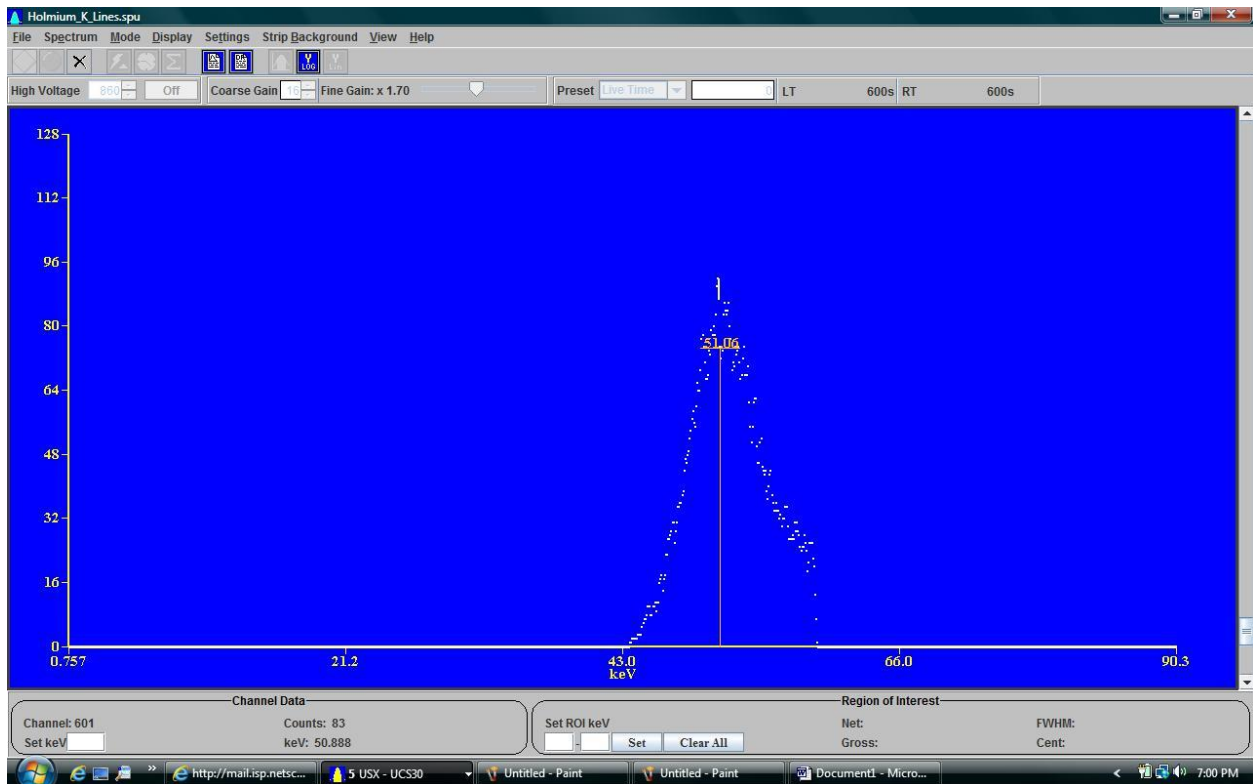 Holmium_K_Lines.spu
File Spectrum Mode Display Settings Strip Background View Help
Y LOG
High Voltage 860 Off Coarse Gain 16 Fine Gain: x 1.70 Preset Live Time 0 LT 600s RT 600s
128
112
96
80
51.06
64
48
32
16
0
0.757 21.2 43.0 66.0 90.3
keV
Channel Data Region of Interest
Channel: 601 Counts: 83 Set ROI keV Net: FWHM:
Set keV keV: 50.888 - Set Clear All Gross: Cent:
» http://mail.isp.netsc... 5 USX - UCS30 Untitled - Paint Untitled - Paint Document1 - Micro... < 7:00 PM